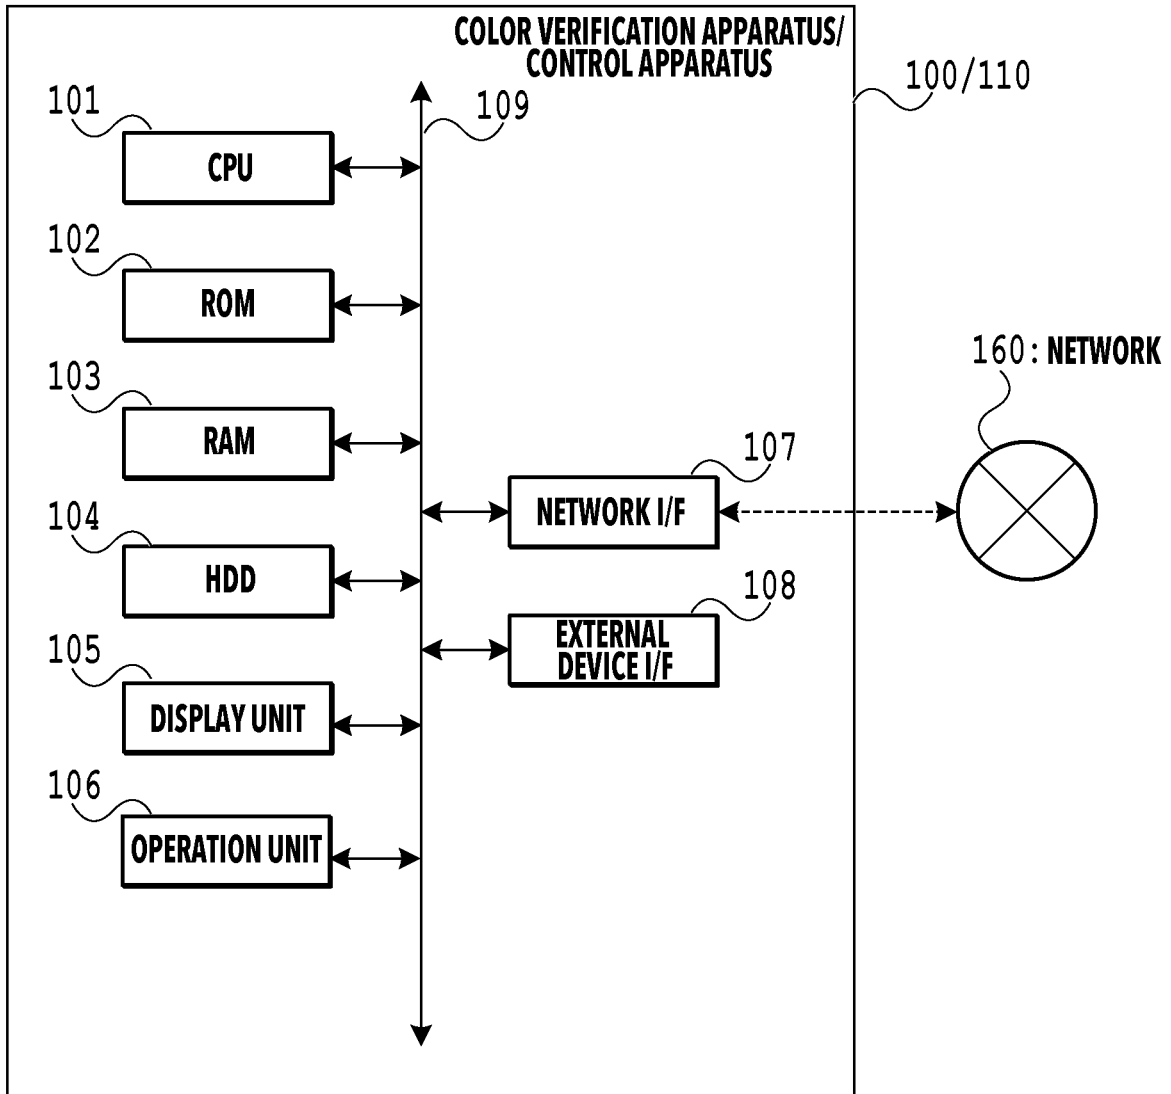 COLOR VERIFICATION APPARATUS/
CONTROL APPARATUS
100/110
101
109
CPU
102
ROM
103
RAM
160: NETWORK
107
NETWORK I/F
104
HDD
108
EXTERNAL
DEVICE I/F
105
DISPLAY UNIT
106
OPERATION UNIT